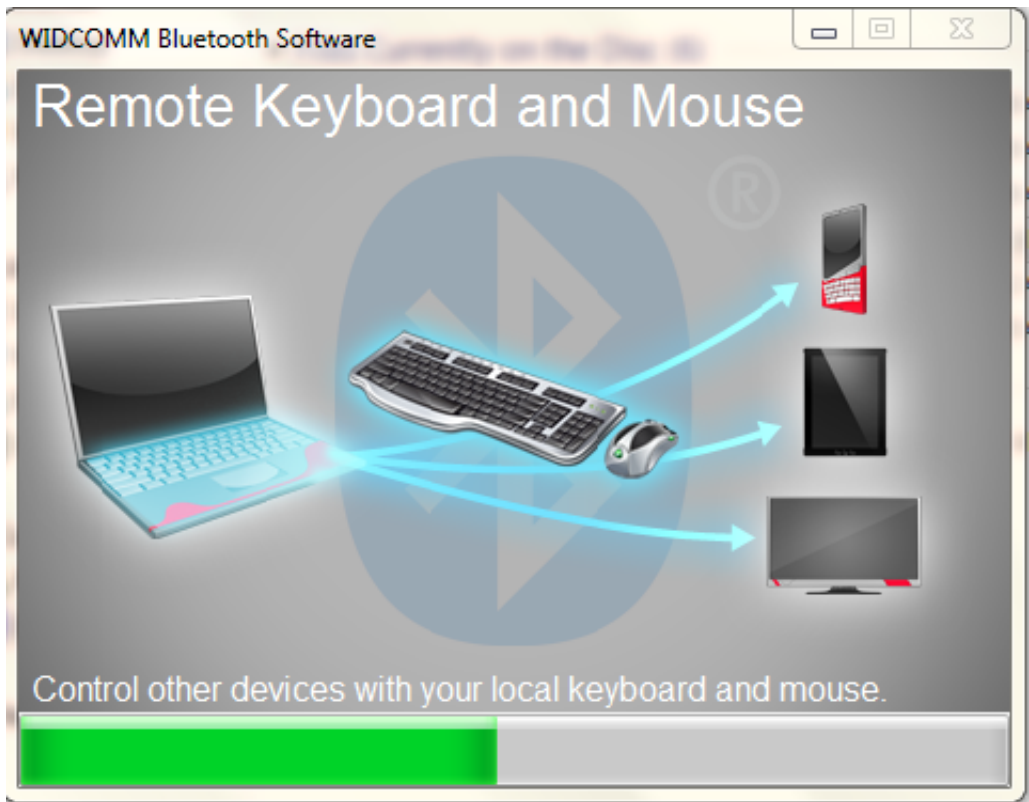 WIDCOMM Bluetooth Software
Remote Keyboard and Mouse
®
Control other devices with your local keyboard and mouse.